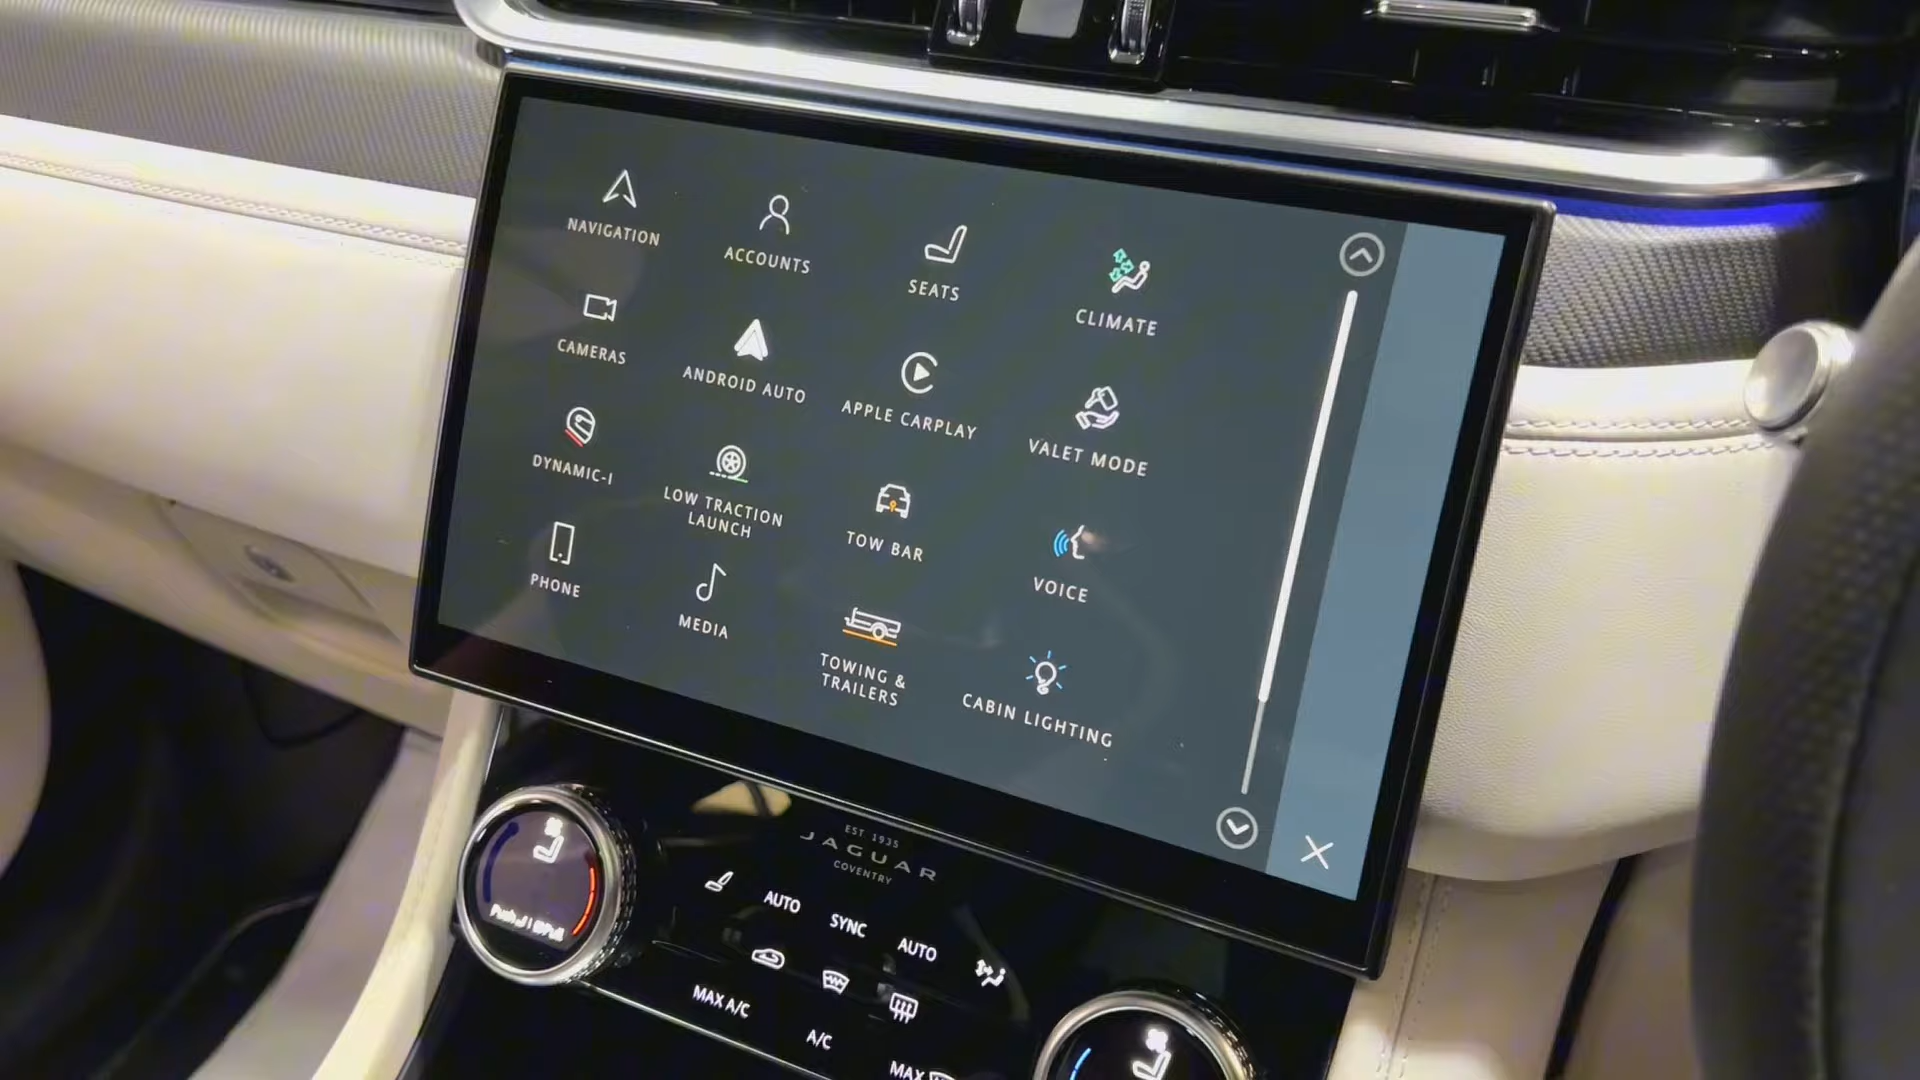 NAVIGATION
ACCOUNTS
SEATS
CLIMATE
CAMERAS
ANDROID AUTO
APPLE CARPLAY
VALET MODE
DYNAMIC-I
LOW TRACTION
LAUNCH
TOW BAR
VOICE
PHONE
MEDIA
TOWING &
TRAILERS
CABIN LIGHTING
EST 1935
JAGUAR
COVENTRY
AUTO
SYNC
AUTO
MAX A/C
A/C
MAX